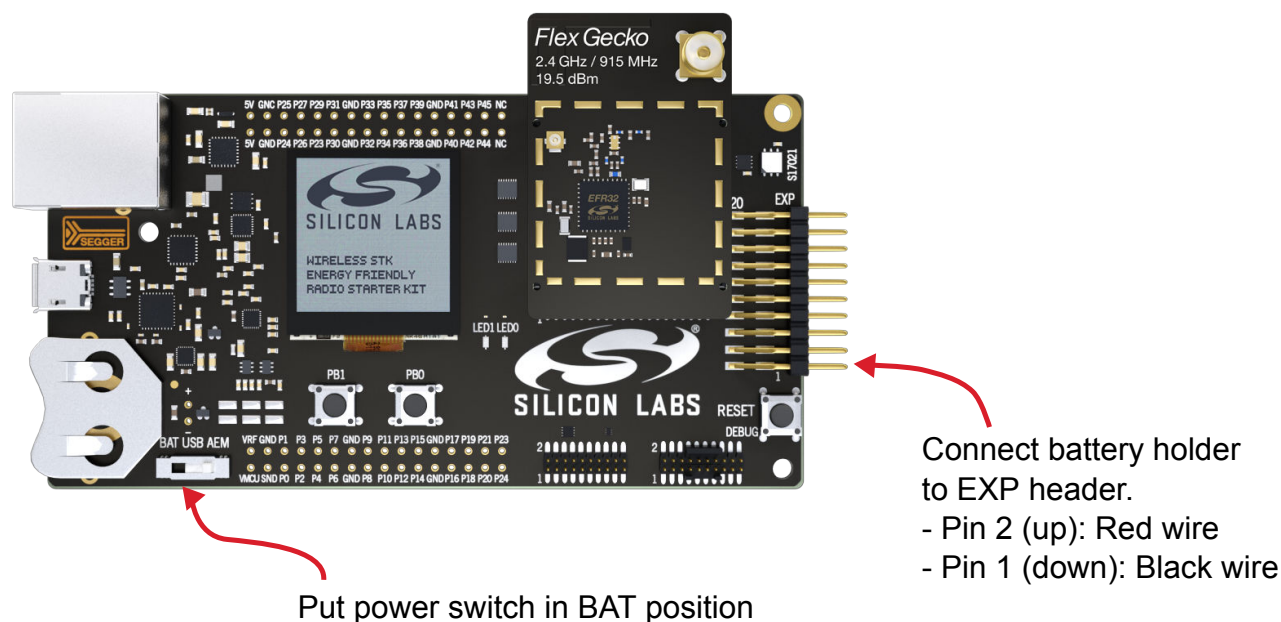 Flex Gecko
2.4 GHz / 915 MHz
19.5 dBm
5V GNC P25 P27 P29 P31 GND P33 P35 P37 P39 GND P41 P43 P45 NC
5V GND P24 P26 P23 P30 GND P32 P34 P36 P38 GND P40 P42 P44 NC
S17021
20 EXP
EFR32
SILICON LABS
SILICON LABS
WIRELESS STK
ENERGY FRIENDLY
RADIO STARTER KIT
SEGGER
LED1 LED0
1
PB1 PB0
®
SILICON LABS
1
RESET
DEBUG
+
-
BAT USB AEM
VRF GND P1 P3 P5 P7 GND P9 P11 P13 P15 GND P17 P19 P21 P23
VMCU SND P0 P2 P4 P6 GND P8 P10 P12 P14 GND P16 P18 P20 P24
2
1
2
1
Connect battery holder
to EXP header.
- Pin 2 (up): Red wire
- Pin 1 (down): Black wire
Put power switch in BAT position